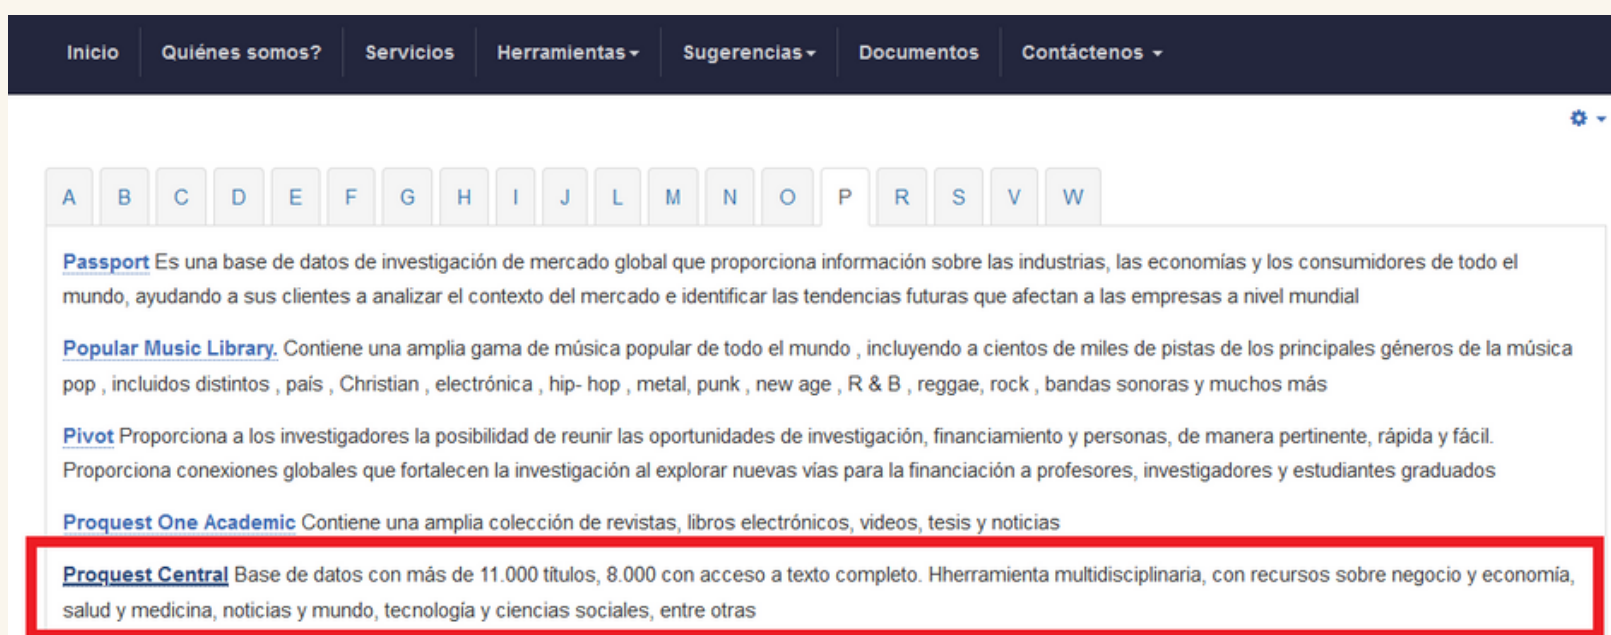 Inicio Quiénes somos? Servicios Herramientas Sugerencias Documentos Contáctenos
A B C D E F G H I J L M N O P R S V W
Passport Es una base de datos de investigación de mercado global que proporciona información sobre las industrias, las economías y los consumidores de todo el
mundo, ayudando a sus clientes a analizar el contexto del mercado e identificar las tendencias futuras que afectan a las empresas a nivel mundial
Popular Music Library. Contiene una amplia gama de música popular de todo el mundo , incluyendo a cientos de miles de pistas de los principales géneros de la música
pop , incluidos distintos , país , Christian , electrónica , hip- hop , metal, punk , new age , R & B , reggae, rock , bandas sonoras y muchos más
Pivot Proporciona a los investigadores la posibilidad de reunir las oportunidades de investigación, financiamiento y personas, de manera pertinente, rápida y fácil.
Proporciona conexiones globales que fortalecen la investigación al explorar nuevas vías para la financiación a profesores, investigadores y estudiantes graduados
Proquest One Academic Contiene una amplia colección de revistas, libros electrónicos, videos, tesis y noticias
Proquest Central Base de datos con más de 11.000 títulos, 8.000 con acceso a texto completo. Hherramienta multidisciplinaria, con recursos sobre negocio y economía,
salud y medicina, noticias y mundo, tecnología y ciencias sociales, entre otras